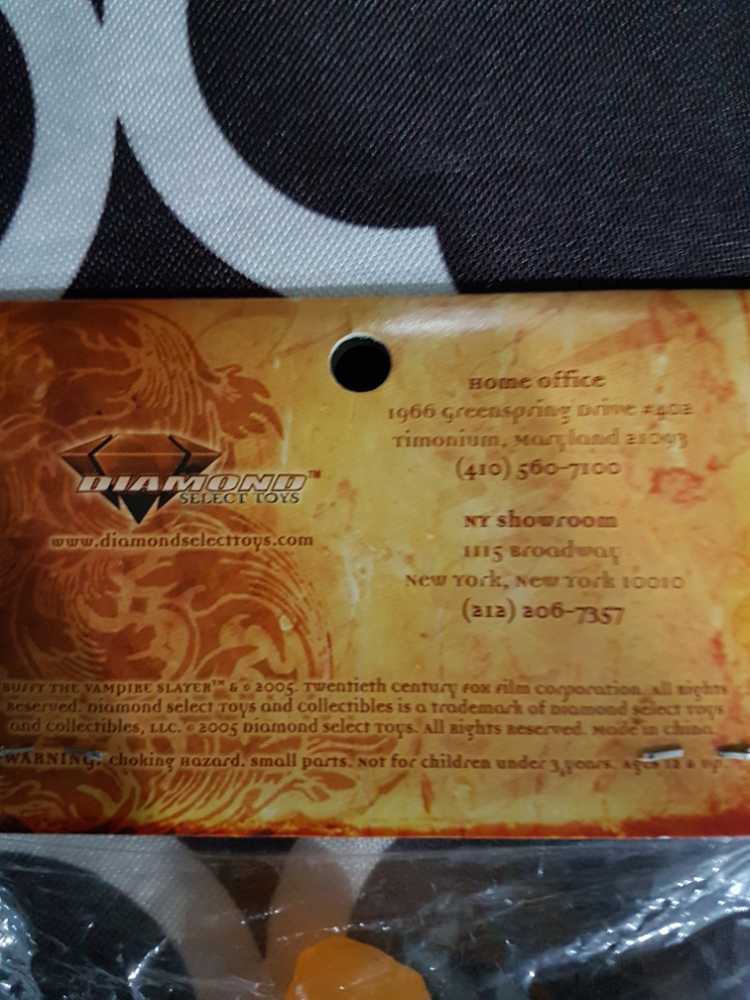 DIAMOND™
SELECT TOYS
www.diamondselecttoys.com
Home Office
1966 Greenspring Drive #402
Timonium, Maryland 21093
(410) 560-7100
NY Showroom
1115 Broadway
New York, New York 10010
(212) 206-7357
BUFFY THE VAMPIRE SLAYER™ & © 2005. Twentieth Century Fox Film Corporation. All Rights
Reserved. Diamond Select Toys and Collectibles is a trademark of Diamond Select Toys
and Collectibles, LLC. © 2005 Diamond Select Toys. All Rights Reserved. Made in China.
WARNING: Choking Hazard. Small parts. Not for children under 3 years. Ages 12 & up.